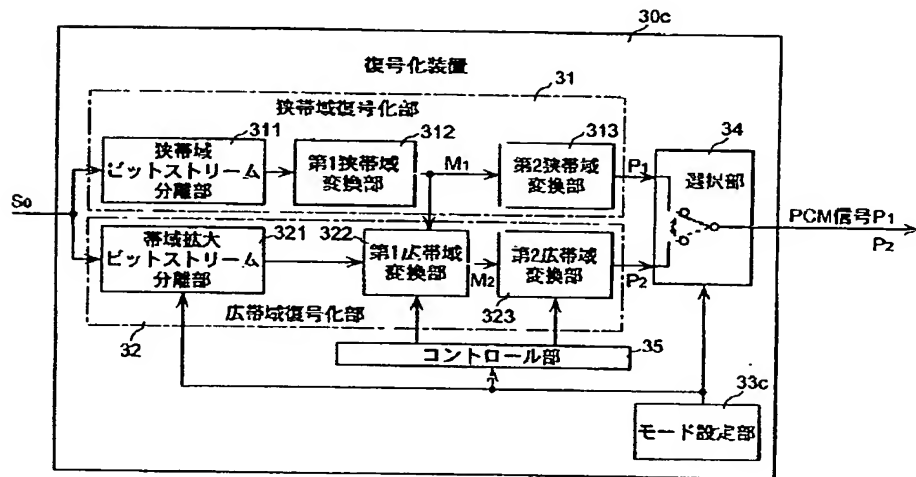 30c
復号化装置
31
狭帯域復号化部
311
狭帯域
ビットストリーム
分離部
312
第1狭帯域
変換部
M1
313
第2狭帯域
変換部
P1
34
選択部
S0
PCM信号P1
P2
帯域拡大
ビットストリーム
分離部
321
322
第1広帯域
変換部
M2
第2広帯域
変換部
323
P2
広帯域復号化部
32
コントロール部
35
33c
モード設定部